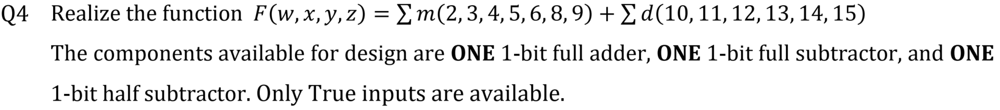 Q4 Realize the function F(w, x, y, z) = ∑ m(2, 3, 4, 5, 6, 8, 9) + ∑ d(10, 11, 12, 13, 14, 15)
The components available for design are ONE 1-bit full adder, ONE 1-bit full subtractor, and ONE
1-bit half subtractor. Only True inputs are available.